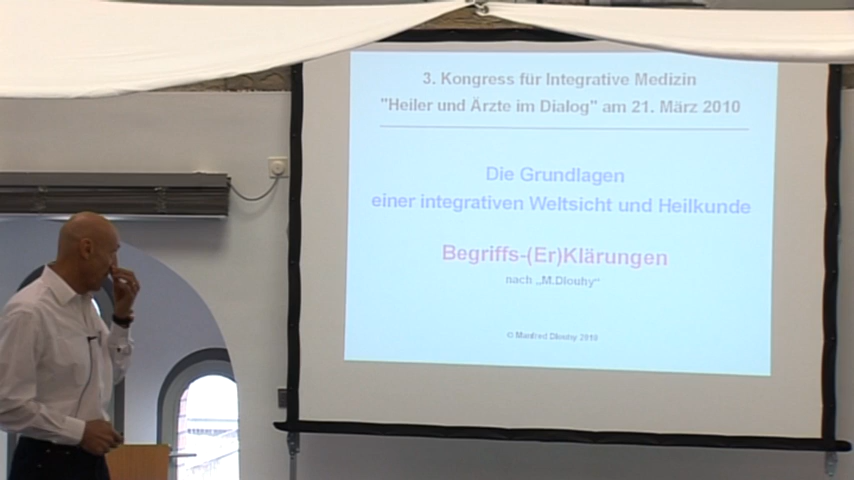 3. Kongress für Integrative Medizin
"Heiler und Ärzte im Dialog" am 21. März 2010
Die Grundlagen
einer integrativen Weltsicht und Heilkunde
Begriffs-(Er)Klärungen
nach „M.Dlouhy“
© Manfred Dlouhy 2010